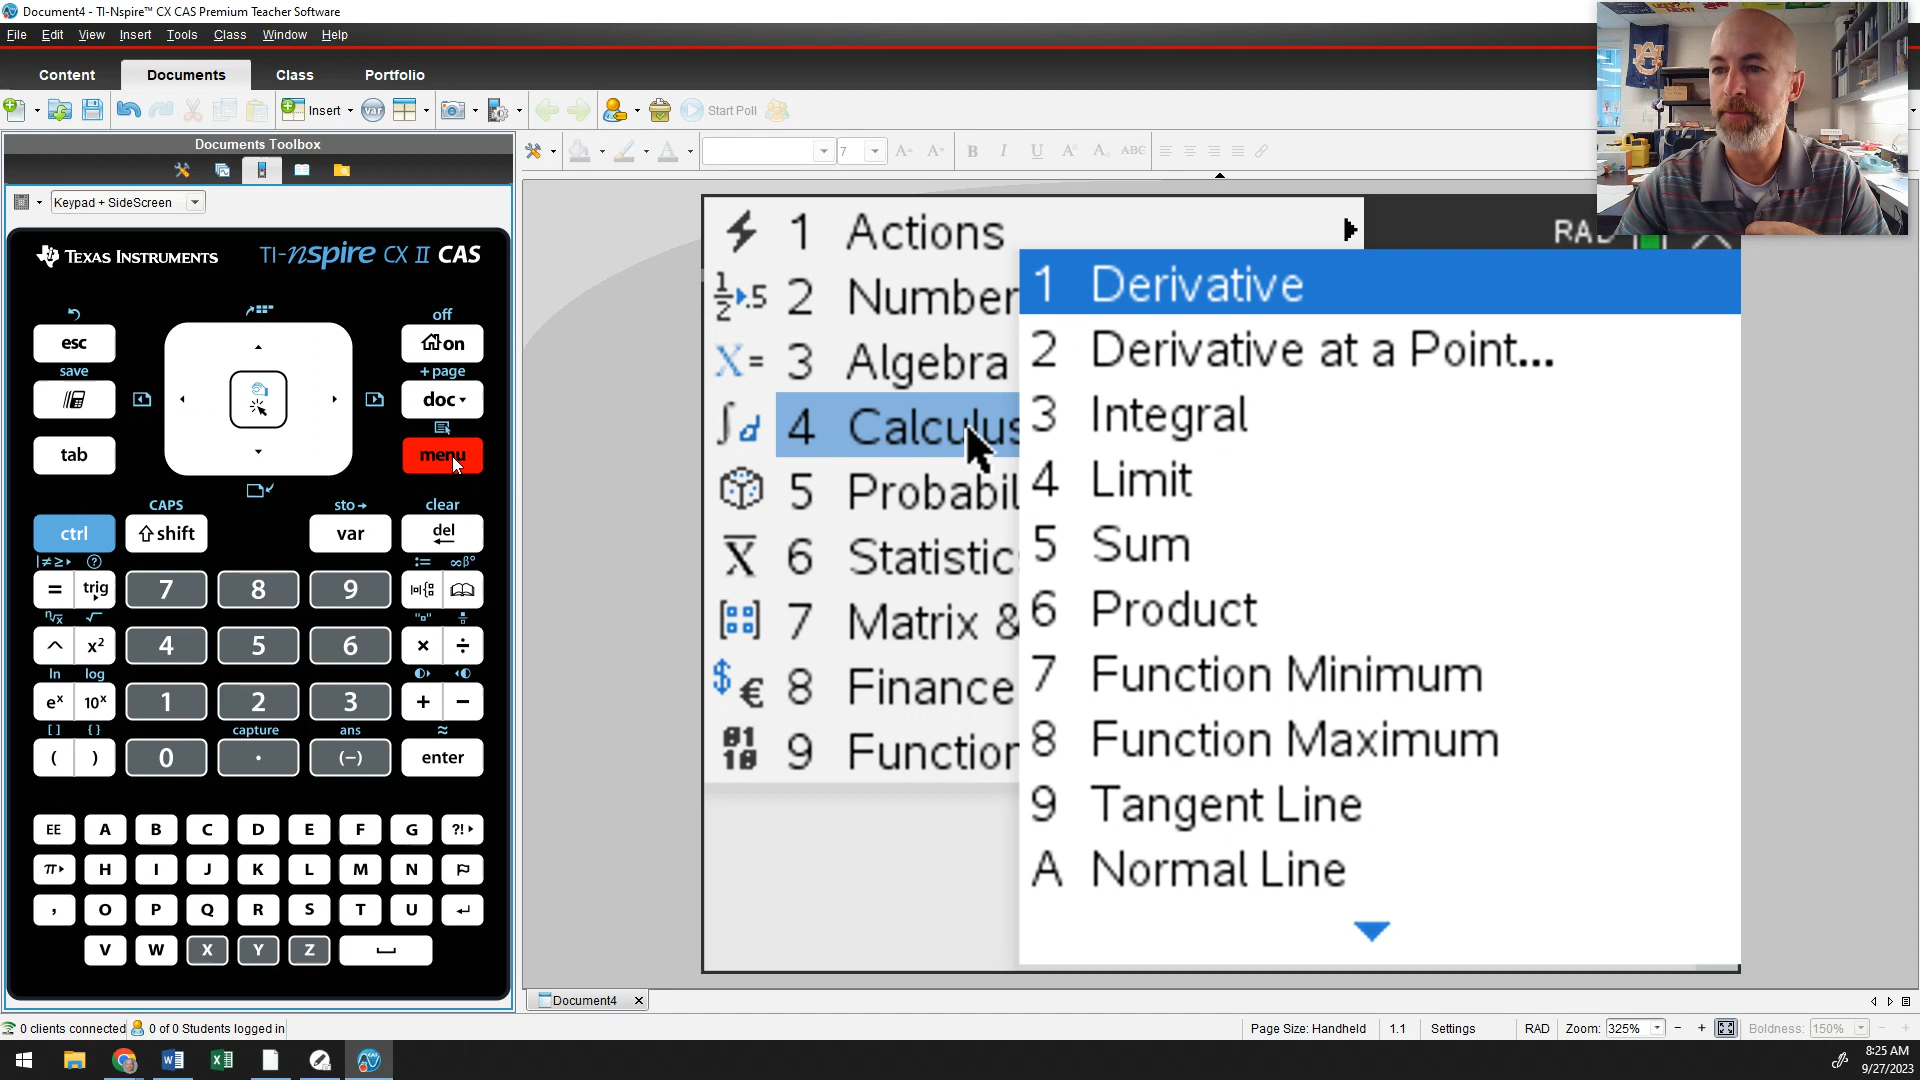 Document4 - TI-Nspire™ CX CAS Premium Teacher Software
File Edit View Insert Tools Class Window Help
Content Documents Class Portfolio
Insert var Start Poll
Documents Toolbox
7 A A B I U A A ABC
Keypad + SideScreen
TEXAS INSTRUMENTS TI-nspire CX II CAS
off
esc on
save + page
doc
tab menu
CAPS sto→ clear
ctrl shift var del
= trig 7 8 9
n√x √
^ x² 4 5 6 × ÷
ln log
eˣ 10ˣ 1 2 3 + −
[ ] { } capture ans ≈
( ) 0 . (−) enter
EE A B C D E F G ?!
π H I J K L M N
, O P Q R S T U
V W X Y Z
1 Actions
2 Number
3 Algebra
4 Calculus
5 Probabil
6 Statistic
7 Matrix &
8 Finance
9 Function
RAD
1 Derivative
2 Derivative at a Point...
3 Integral
4 Limit
5 Sum
6 Product
7 Function Minimum
8 Function Maximum
9 Tangent Line
A Normal Line
Document4
0 clients connected 0 of 0 Students logged in Page Size: Handheld 1.1 Settings RAD Zoom: 325% Boldness: 150%
8:25 AM
9/27/2023